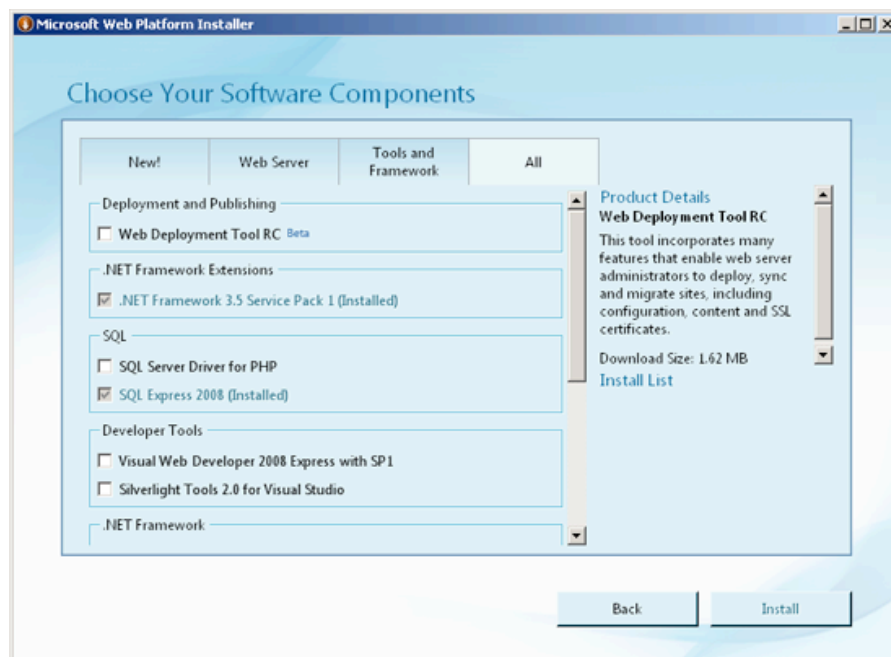 Microsoft Web Platform Installer
Choose Your Software Components
New!
Web Server
Tools and
Framework
All
Deployment and Publishing
Web Deployment Tool RC Beta
.NET Framework Extensions
.NET Framework 3.5 Service Pack 1 (Installed)
SQL
SQL Server Driver for PHP
SQL Express 2008 (Installed)
Developer Tools
Visual Web Developer 2008 Express with SP1
Silverlight Tools 2.0 for Visual Studio
.NET Framework
Product Details
Web Deployment Tool RC
This tool incorporates many
features that enable web server
administrators to deploy, sync
and migrate sites, including
configuration, content and SSL
certificates.
Download Size: 1.62 MB
Install List
Back
Install